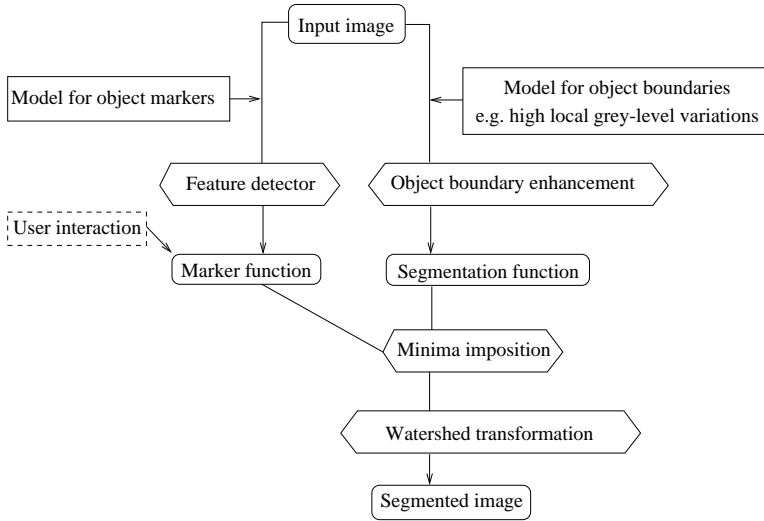 Input image
Model for object markers
Model for object boundaries
e.g. high local grey-level variations
Feature detector
Object boundary enhancement
User interaction
Marker function
Segmentation function
Minima imposition
Watershed transformation
Segmented image